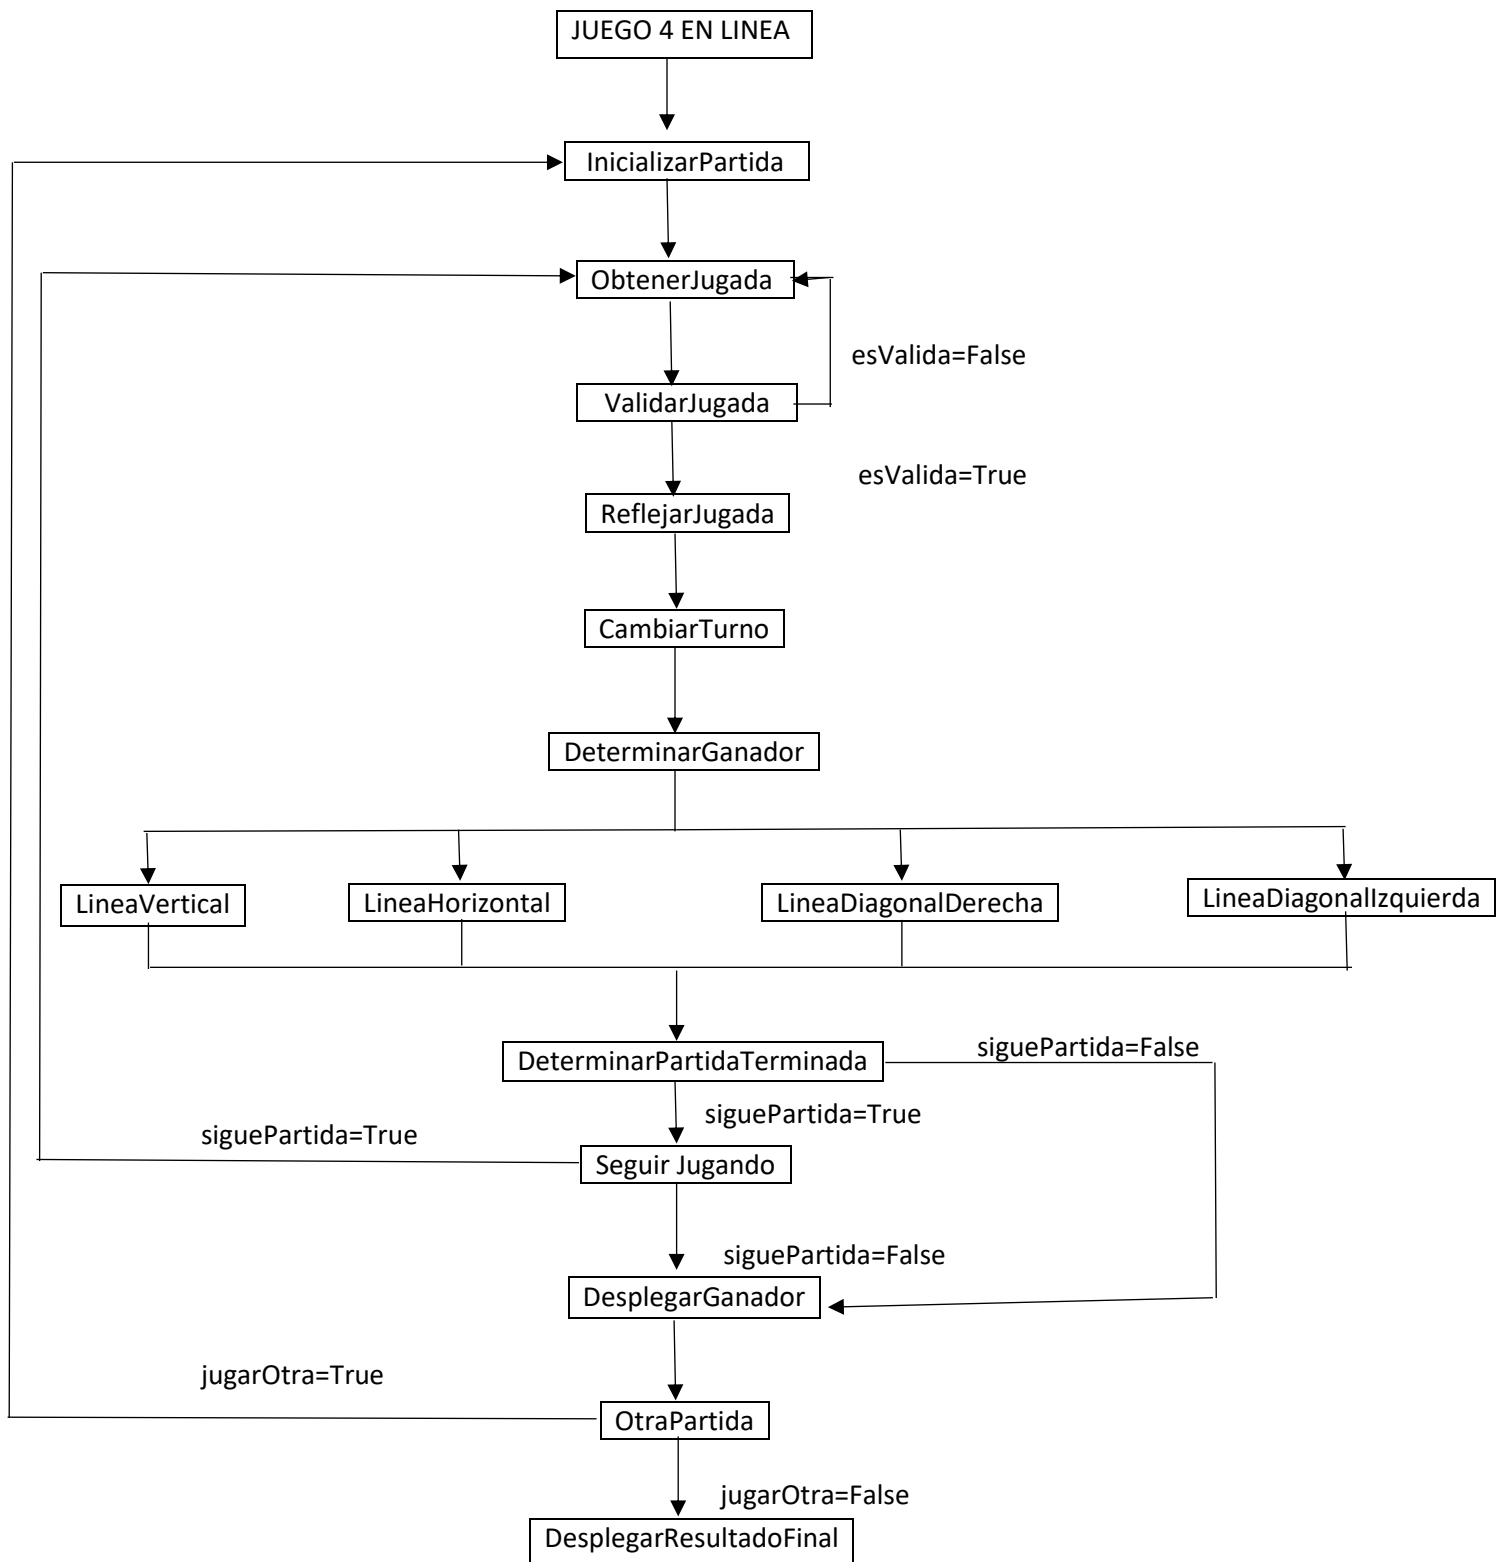 JUEGO 4 EN LINEA
InicializarPartida
ObtenerJugada
esValida=False
ValidarJugada
esValida=True
ReflejarJugada
CambiarTurno
DeterminarGanador
LineaVertical
LineaHorizontal
LineaDiagonalDerecha
LineaDiagonalIzquierda
DeterminarPartidaTerminada
siguePartida=False
siguePartida=True
siguePartida=True
Seguir Jugando
siguePartida=False
DesplegarGanador
jugarOtra=True
OtraPartida
jugarOtra=False
DesplegarResultadoFinal